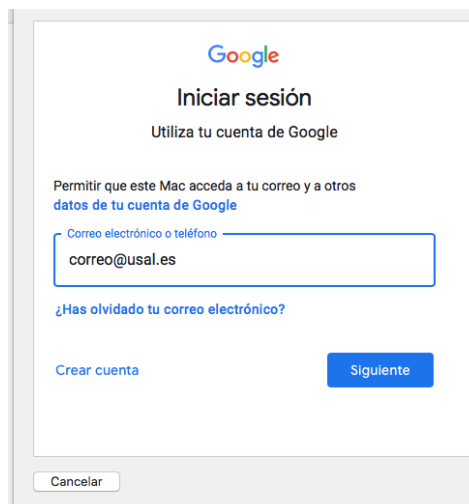 Google
Iniciar sesión
Utiliza tu cuenta de Google
Permitir que este Mac acceda a tu correo y a otros
datos de tu cuenta de Google
Correo electrónico o teléfono
correo@usal.es
¿Has olvidado tu correo electrónico?
Crear cuenta
Siguiente
Cancelar